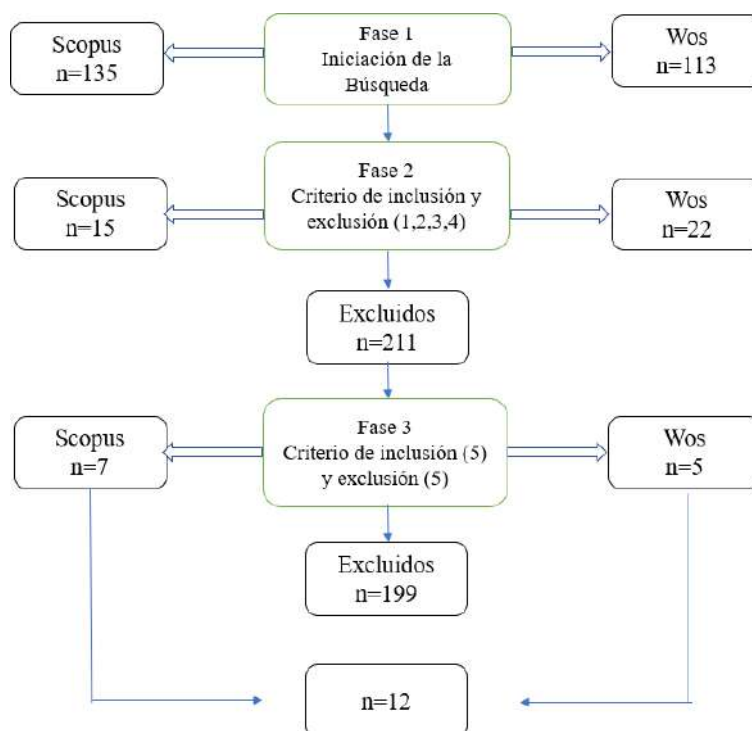 Scopus
n=135
Fase 1
Iniciación de la
Búsqueda
Wos
n=113
Scopus
n=15
Fase 2
Criterio de inclusión y
exclusión (1,2,3,4)
Wos
n=22
Excluidos
n=211
Scopus
n=7
Fase 3
Criterio de inclusión (5)
y exclusión (5)
Wos
n=5
Excluidos
n=199
n=12